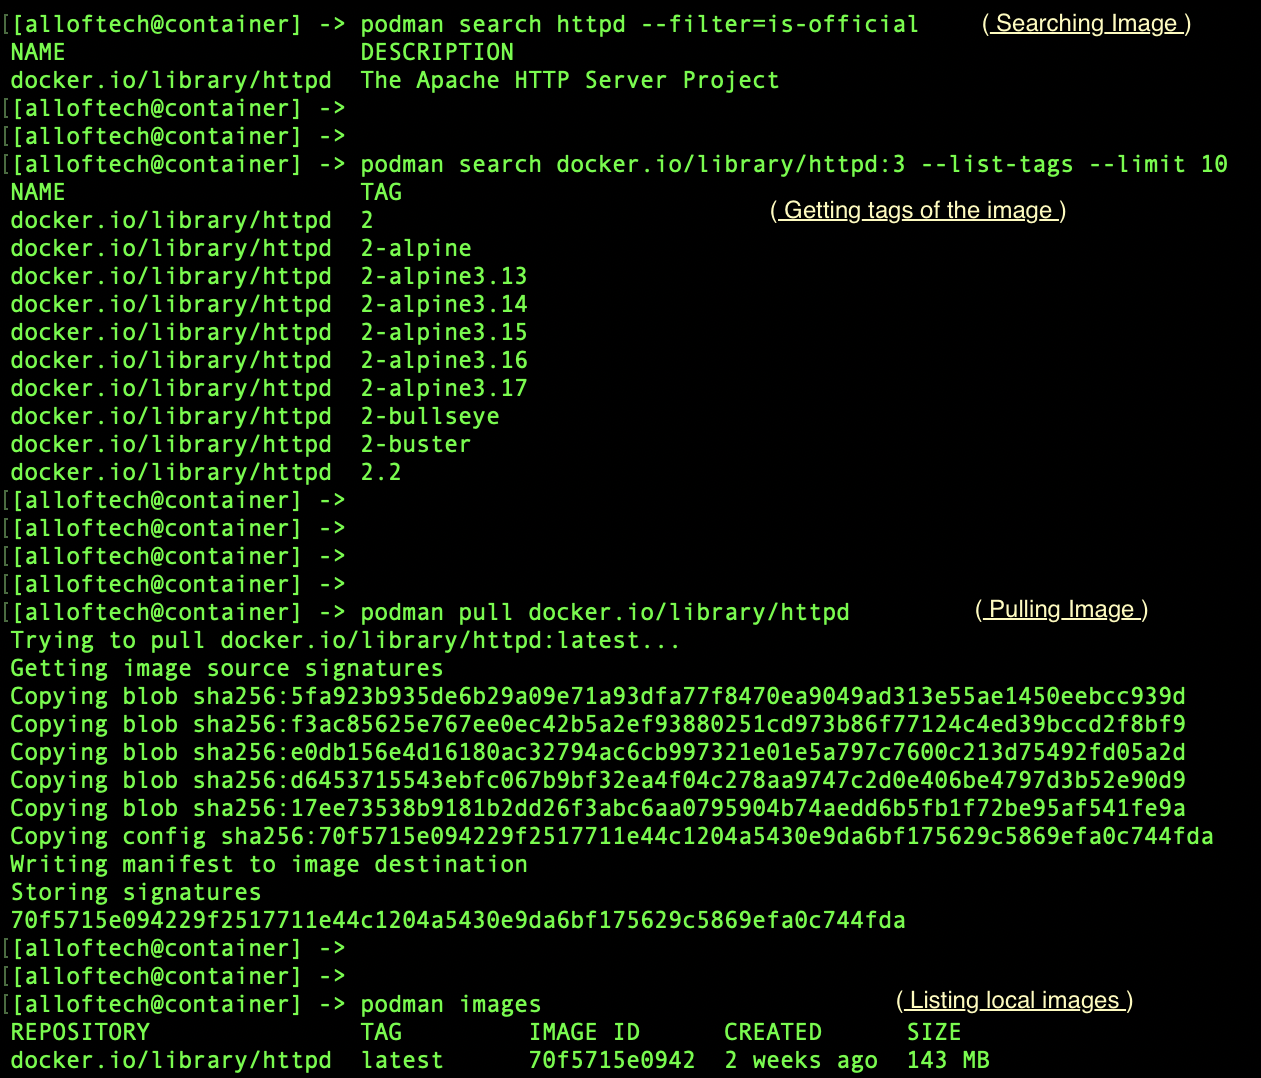 [[alloftech@container] -> podman search httpd --filter=is-official ( Searching Image )
NAME DESCRIPTION
docker.io/library/httpd The Apache HTTP Server Project
[[alloftech@container] ->
[[alloftech@container] ->
[[alloftech@container] -> podman search docker.io/library/httpd:3 --list-tags --limit 10
NAME TAG
( Getting tags of the image )
docker.io/library/httpd 2
docker.io/library/httpd 2-alpine
docker.io/library/httpd 2-alpine3.13
docker.io/library/httpd 2-alpine3.14
docker.io/library/httpd 2-alpine3.15
docker.io/library/httpd 2-alpine3.16
docker.io/library/httpd 2-alpine3.17
docker.io/library/httpd 2-bullseye
docker.io/library/httpd 2-buster
docker.io/library/httpd 2.2
[[alloftech@container] ->
[[alloftech@container] ->
[[alloftech@container] ->
[[alloftech@container] ->
[[alloftech@container] -> podman pull docker.io/library/httpd ( Pulling Image )
Trying to pull docker.io/library/httpd:latest...
Getting image source signatures
Copying blob sha256:5fa923b935de6b29a09e71a93dfa77f8470ea9049ad313e55ae1450eebcc939d
Copying blob sha256:f3ac85625e767ee0ec42b5a2ef93880251cd973b86f77124c4ed39bccd2f8bf9
Copying blob sha256:e0db156e4d16180ac32794ac6cb997321e01e5a797c7600c213d75492fd05a2d
Copying blob sha256:d6453715543ebfc067b9bf32ea4f04c278aa9747c2d0e406be4797d3b52e90d9
Copying blob sha256:17ee73538b9181b2dd26f3abc6aa0795904b74aedd6b5fb1f72be95af541fe9a
Copying config sha256:70f5715e094229f2517711e44c1204a5430e9da6bf175629c5869efa0c744fda
Writing manifest to image destination
Storing signatures
70f5715e094229f2517711e44c1204a5430e9da6bf175629c5869efa0c744fda
[[alloftech@container] ->
[[alloftech@container] ->
[[alloftech@container] -> podman images ( Listing local images )
REPOSITORY TAG IMAGE ID CREATED SIZE
docker.io/library/httpd latest 70f5715e0942 2 weeks ago 143 MB